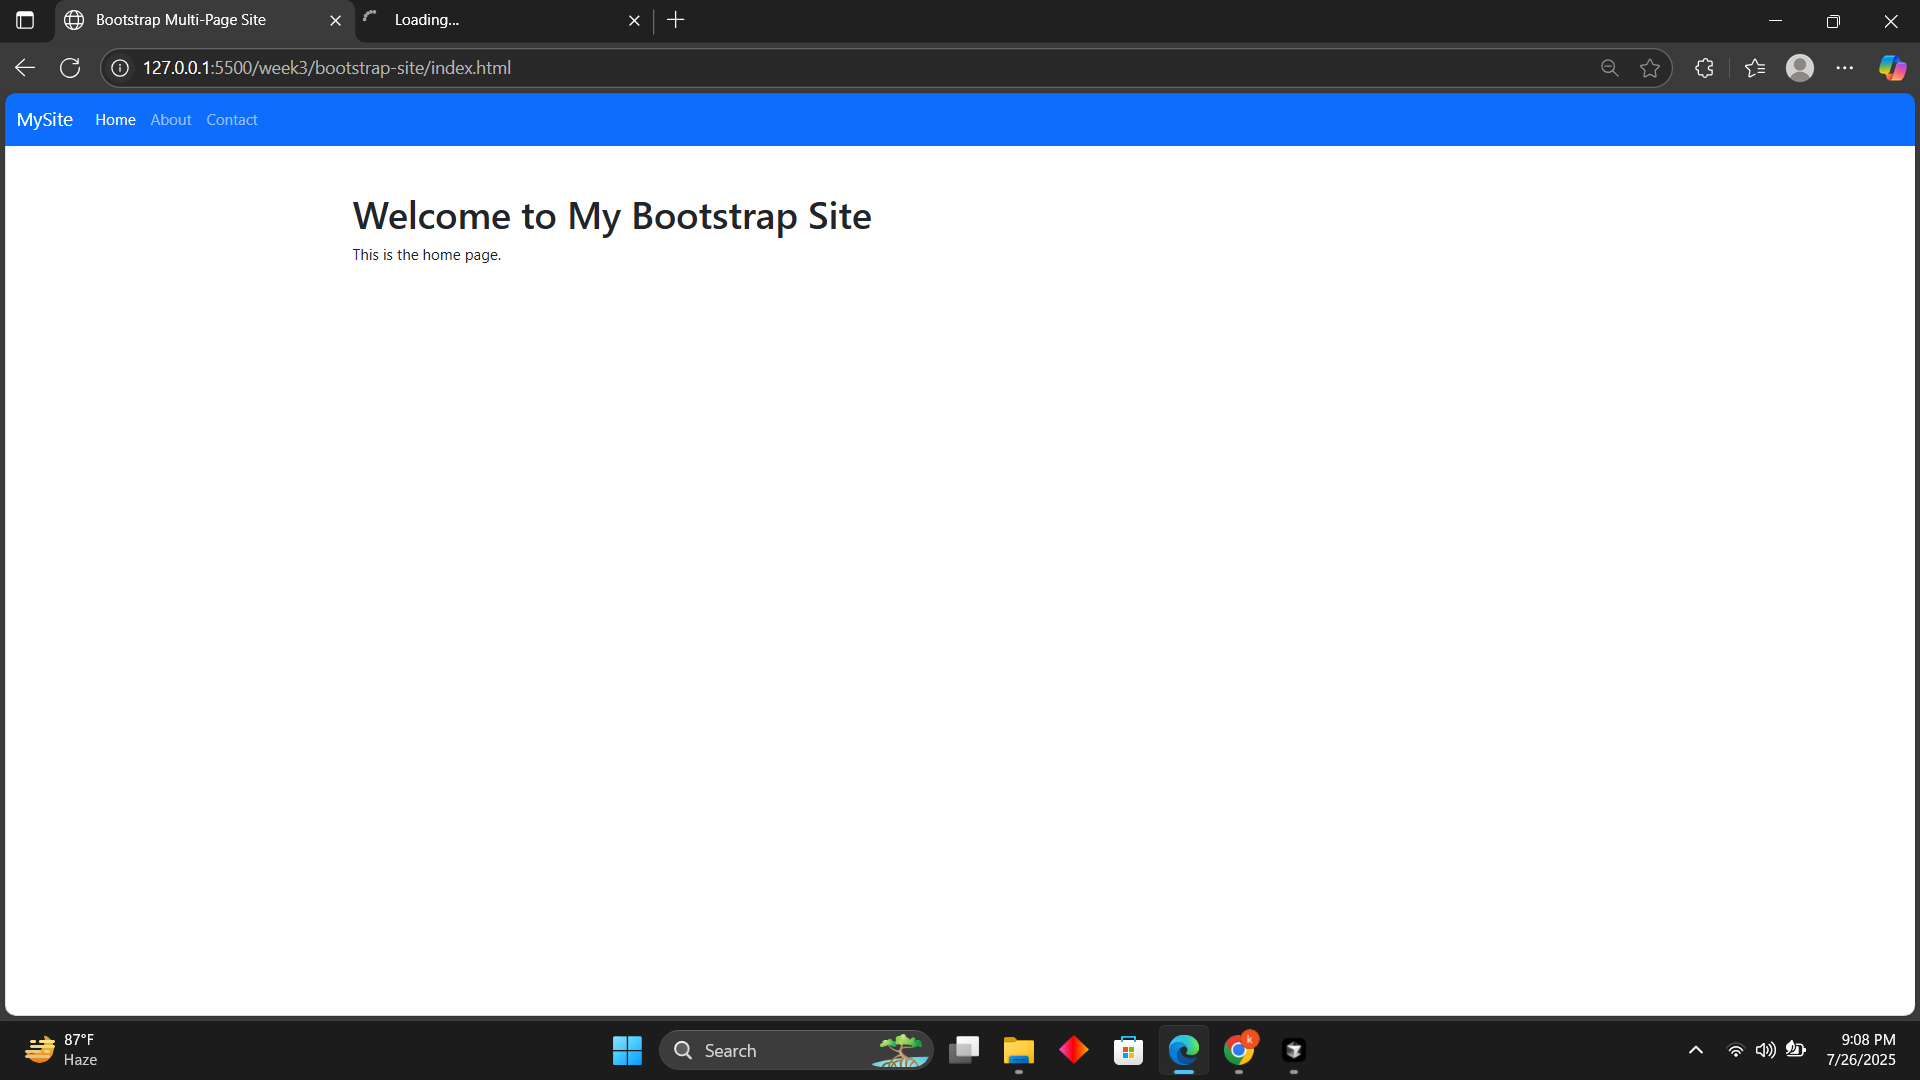 Bootstrap Multi-Page Site
Loading...
127.0.0.1:5500/week3/bootstrap-site/index.html
MySite Home About Contact
Welcome to My Bootstrap Site
This is the home page.
87°F
Haze
Search
k
9:08 PM
7/26/2025